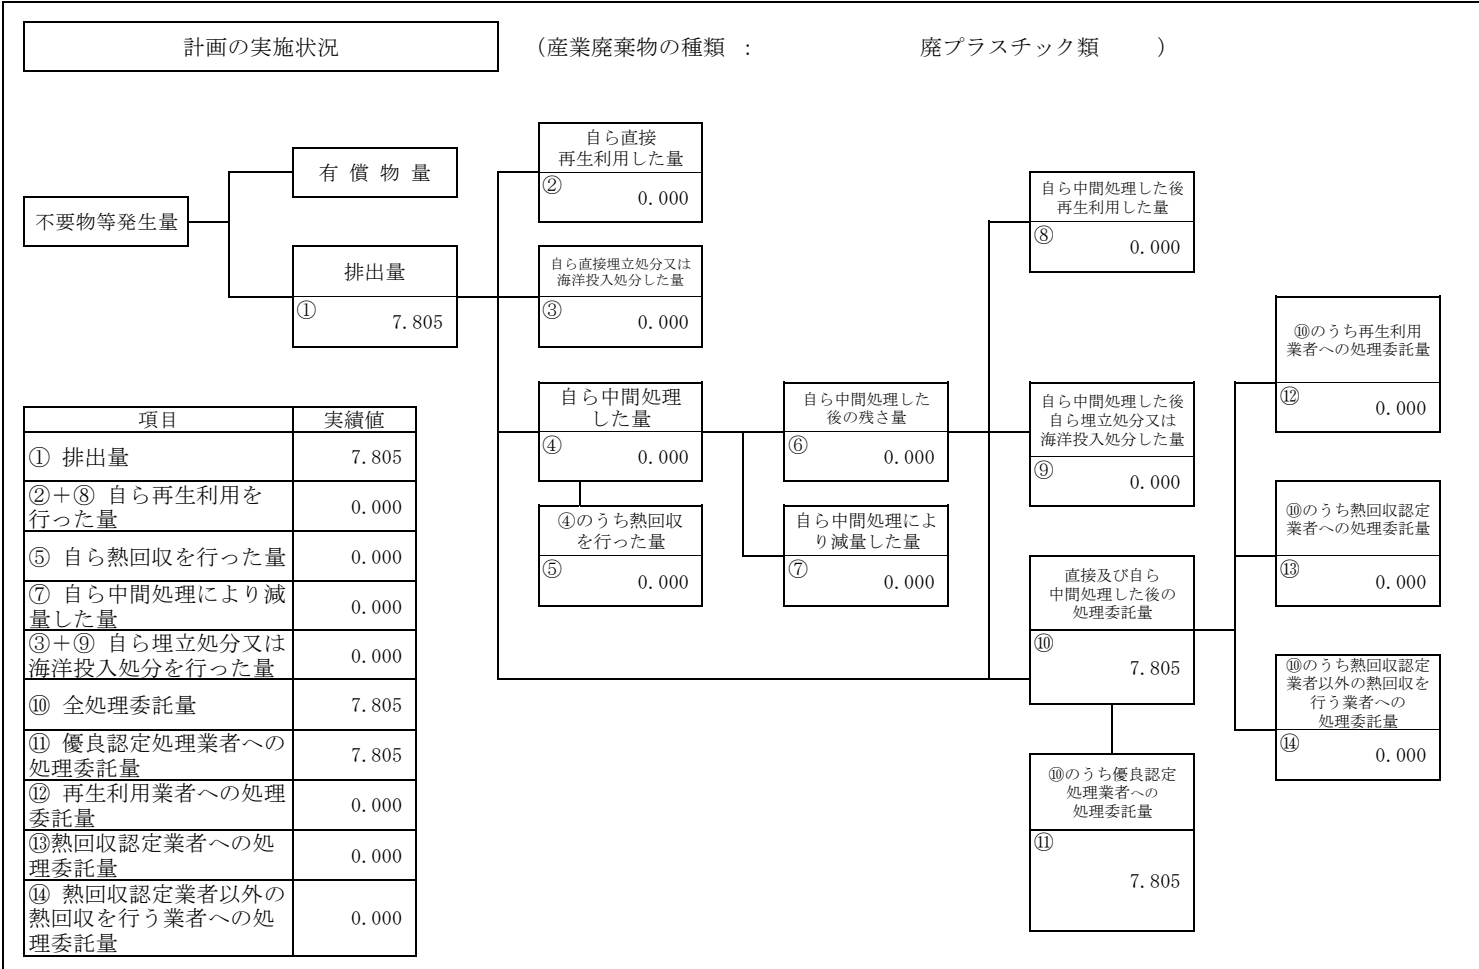 計画の実施状況
（産業廃棄物の種類 : 廃プラスチック類 ）
不要物等発生量
有 償 物 量
排出量
① 7.805
自ら直接
再生利用した量
② 0.000
自ら直接埋立処分又は
海洋投入処分した量
③ 0.000
自ら中間処理
した量
④ 0.000
④のうち熱回収
を行った量
⑤ 0.000
自ら中間処理した
後の残さ量
⑥ 0.000
自ら中間処理によ
り減量した量
⑦ 0.000
自ら中間処理した後
再生利用した量
⑧ 0.000
自ら中間処理した後
自ら埋立処分又は
海洋投入処分した量
⑨ 0.000
直接及び自ら
中間処理した後の
処理委託量
⑩ 7.805
⑩のうち優良認定
処理業者への
処理委託量
⑪ 7.805
⑩のうち再生利用
業者への処理委託量
⑫ 0.000
⑩のうち熱回収認定
業者への処理委託量
⑬ 0.000
⑩のうち熱回収認定
業者以外の熱回収を
行う業者への
処理委託量
⑭ 0.000
項目 実績値
① 排出量 7.805
②＋⑧ 自ら再生利用を
行った量 0.000
⑤ 自ら熱回収を行った量 0.000
⑦ 自ら中間処理により減
量した量 0.000
③＋⑨ 自ら埋立処分又は
海洋投入処分を行った量 0.000
⑩ 全処理委託量 7.805
⑪ 優良認定処理業者への
処理委託量 7.805
⑫ 再生利用業者への処理
委託量 0.000
⑬熱回収認定業者への処
理委託量 0.000
⑭ 熱回収認定業者以外の
熱回収を行う業者への処
理委託量 0.000